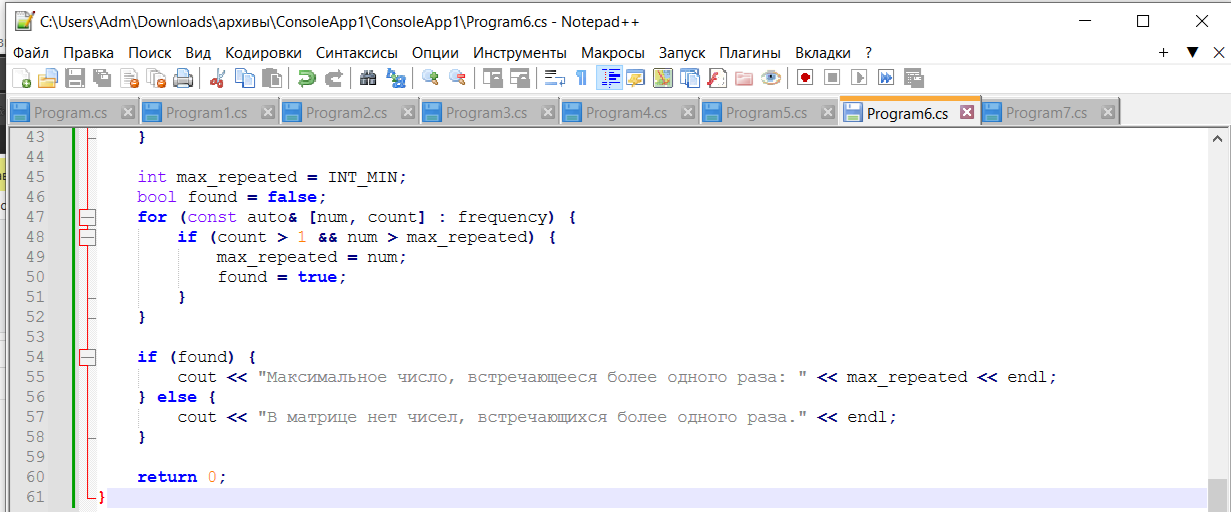 C:\Users\Adm\Downloads\архивы\ConsoleApp1\ConsoleApp1\Program6.cs - Notepad++
Файл Правка Поиск Вид Кодировки Синтаксисы Опции Инструменты Макросы Запуск Плагины Вкладки ?
Program.cs Program1.cs Program2.cs Program3.cs Program4.cs Program5.cs Program6.cs Program7.cs
43 }
44
45 int max_repeated = INT_MIN;
46 bool found = false;
47 for (const auto& [num, count] : frequency) {
48 if (count > 1 && num > max_repeated) {
49 max_repeated = num;
50 found = true;
51 }
52 }
53
54 if (found) {
55 cout << "Максимальное число, встречающееся более одного раза: " << max_repeated << endl;
56 } else {
57 cout << "В матрице нет чисел, встречающихся более одного раза." << endl;
58 }
59
60 return 0;
61 }